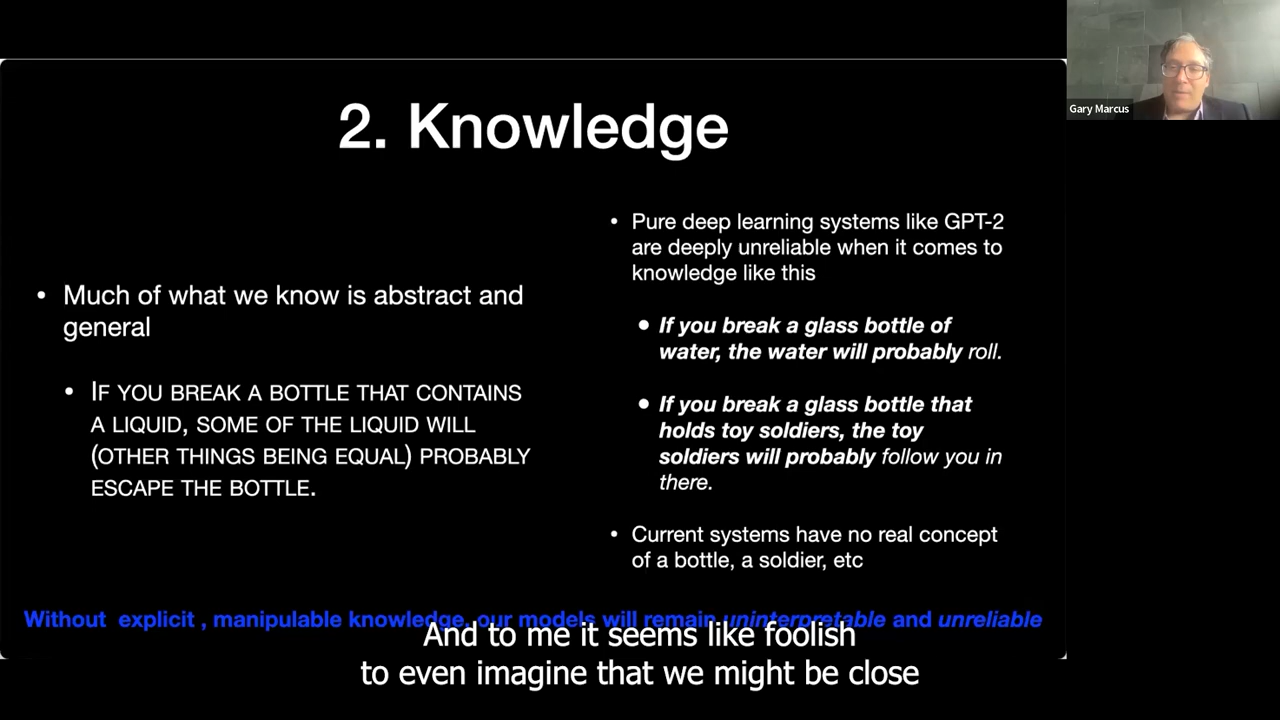 Gary Marcus
2. Knowledge
• Much of what we know is abstract and
general
• IF YOU BREAK A BOTTLE THAT CONTAINS
A LIQUID, SOME OF THE LIQUID WILL
(OTHER THINGS BEING EQUAL) PROBABLY
ESCAPE THE BOTTLE.
• Pure deep learning systems like GPT-2
are deeply unreliable when it comes to
knowledge like this
• If you break a glass bottle of
water, the water will probably roll.
• If you break a glass bottle that
holds toy soldiers, the toy
soldiers will probably follow you in
there.
• Current systems have no real concept
of a bottle, a soldier, etc
Without explicit , manipulable knowledge, our models will remain uninterpretable and unreliable
And to me it seems like foolish
to even imagine that we might be close